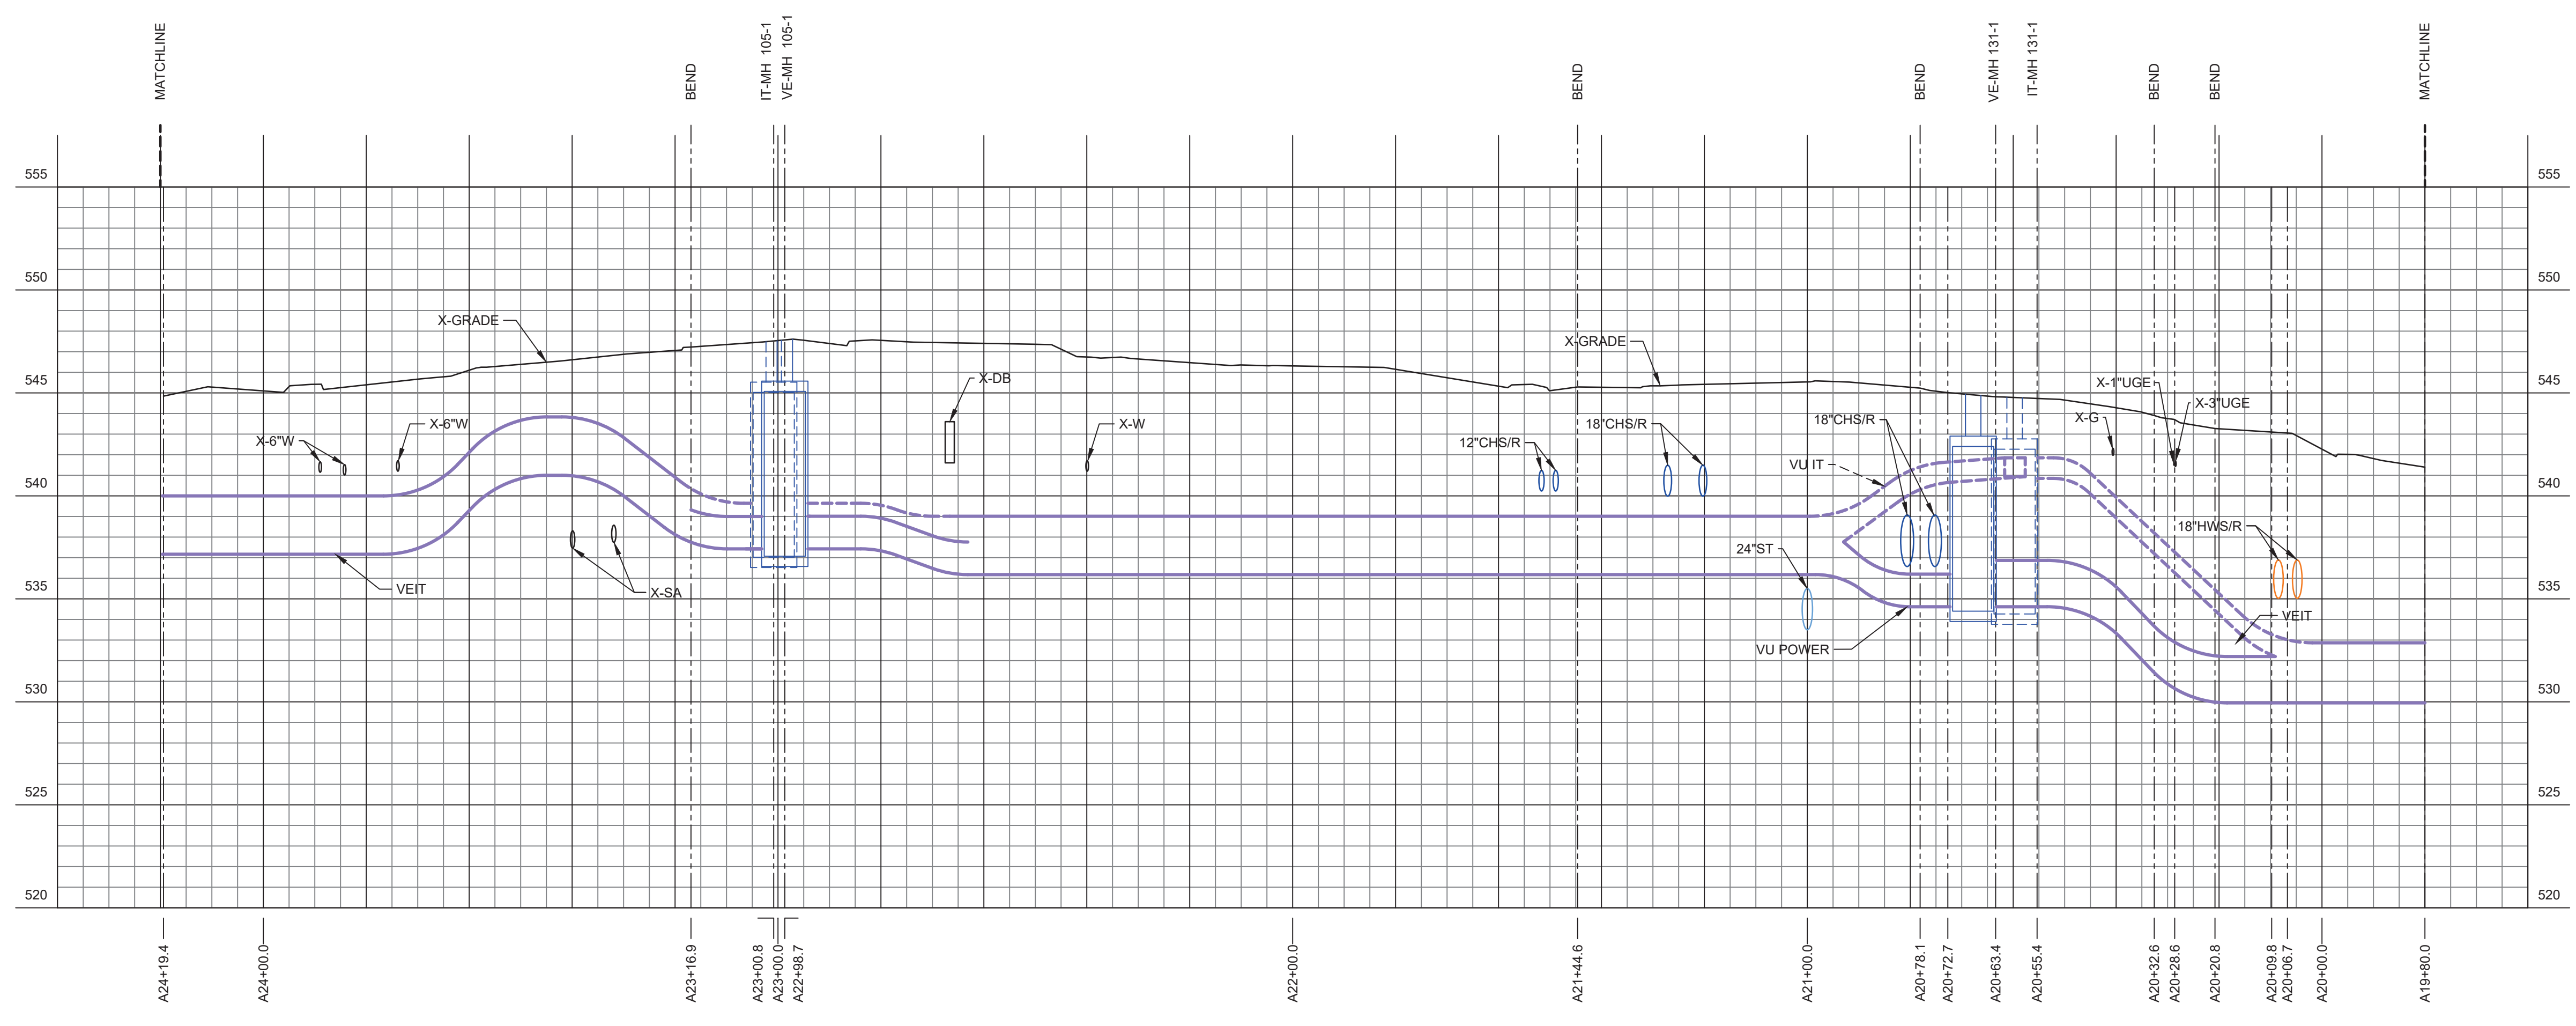 MATCHLINE
BEND
IT-MH 105-1
VE-MH 105-1
BEND
BEND
VE-MH 131-1
IT-MH 131-1
BEND
BEND
MATCHLINE
555
555
550
550
X-GRADE
X-GRADE
545
545
X-DB
X-1"UGE
X-3"UGE
X-6"W
X-6"W
X-W
12"CHS/R
18"CHS/R
18"CHS/R
X-G
VU IT
540
540
18"HWS/R
24"ST
535
535
VEIT
X-SA
VEIT
VU POWER
530
530
525
525
520
520
A24+19.4
A24+00.0
A23+16.9
A23+00.8
A23+00.0
A22+98.7
A22+00.0
A21+44.6
A21+00.0
A20+78.1
A20+72.7
A20+63.4
A20+55.4
A20+32.6
A20+28.6
A20+20.8
A20+09.8
A20+06.7
A20+00.0
A19+80.0